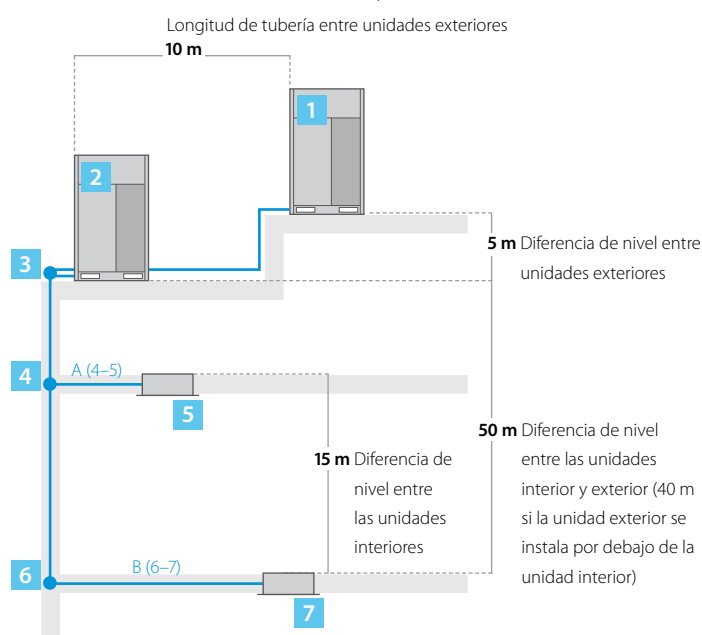 Longitud de tubería entre unidades exteriores
10 m
1
2
3
5 m Diferencia de nivel entre
unidades exteriores
4
A (4–5)
5
50 m Diferencia de nivel
entre las unidades
interior y exterior (40 m
si la unidad exterior se
instala por debajo de la
unidad interior)
15 m Diferencia de
nivel entre
las unidades
interiores
6
B (6–7)
7